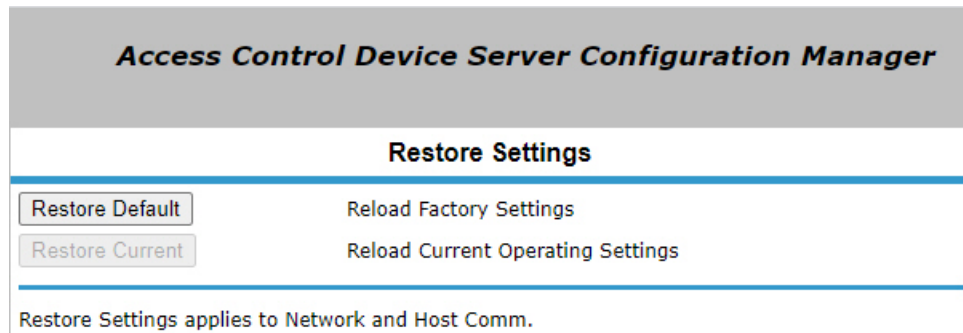 Access Control Device Server Configuration Manager
Restore Settings
Restore Default Reload Factory Settings
Restore Current Reload Current Operating Settings
Restore Settings applies to Network and Host Comm.